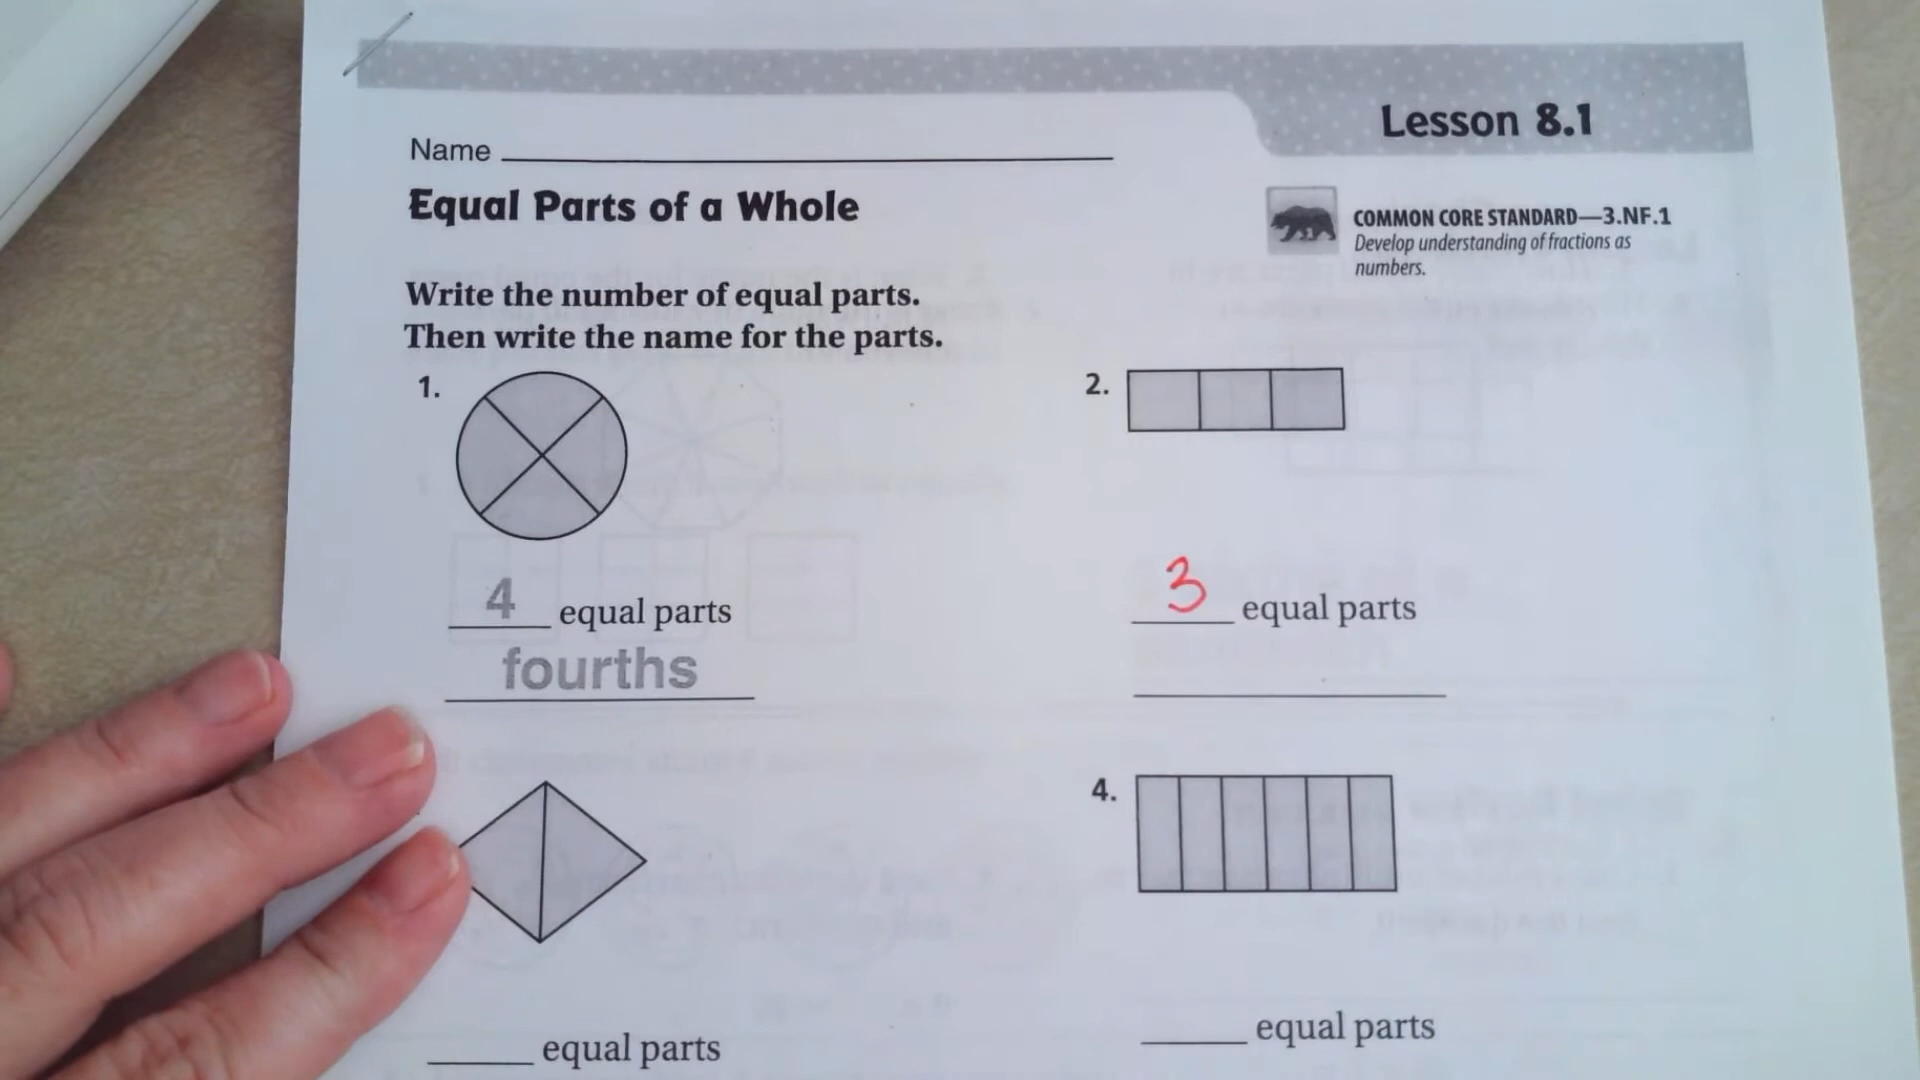 Lesson 8.1
Name
Equal Parts of a Whole
COMMON CORE STANDARD—3.NF.1
Develop understanding of fractions as
numbers.
Write the number of equal parts.
Then write the name for the parts.
1.
2.
4 equal parts
fourths
3 equal parts
4.
equal parts
equal parts